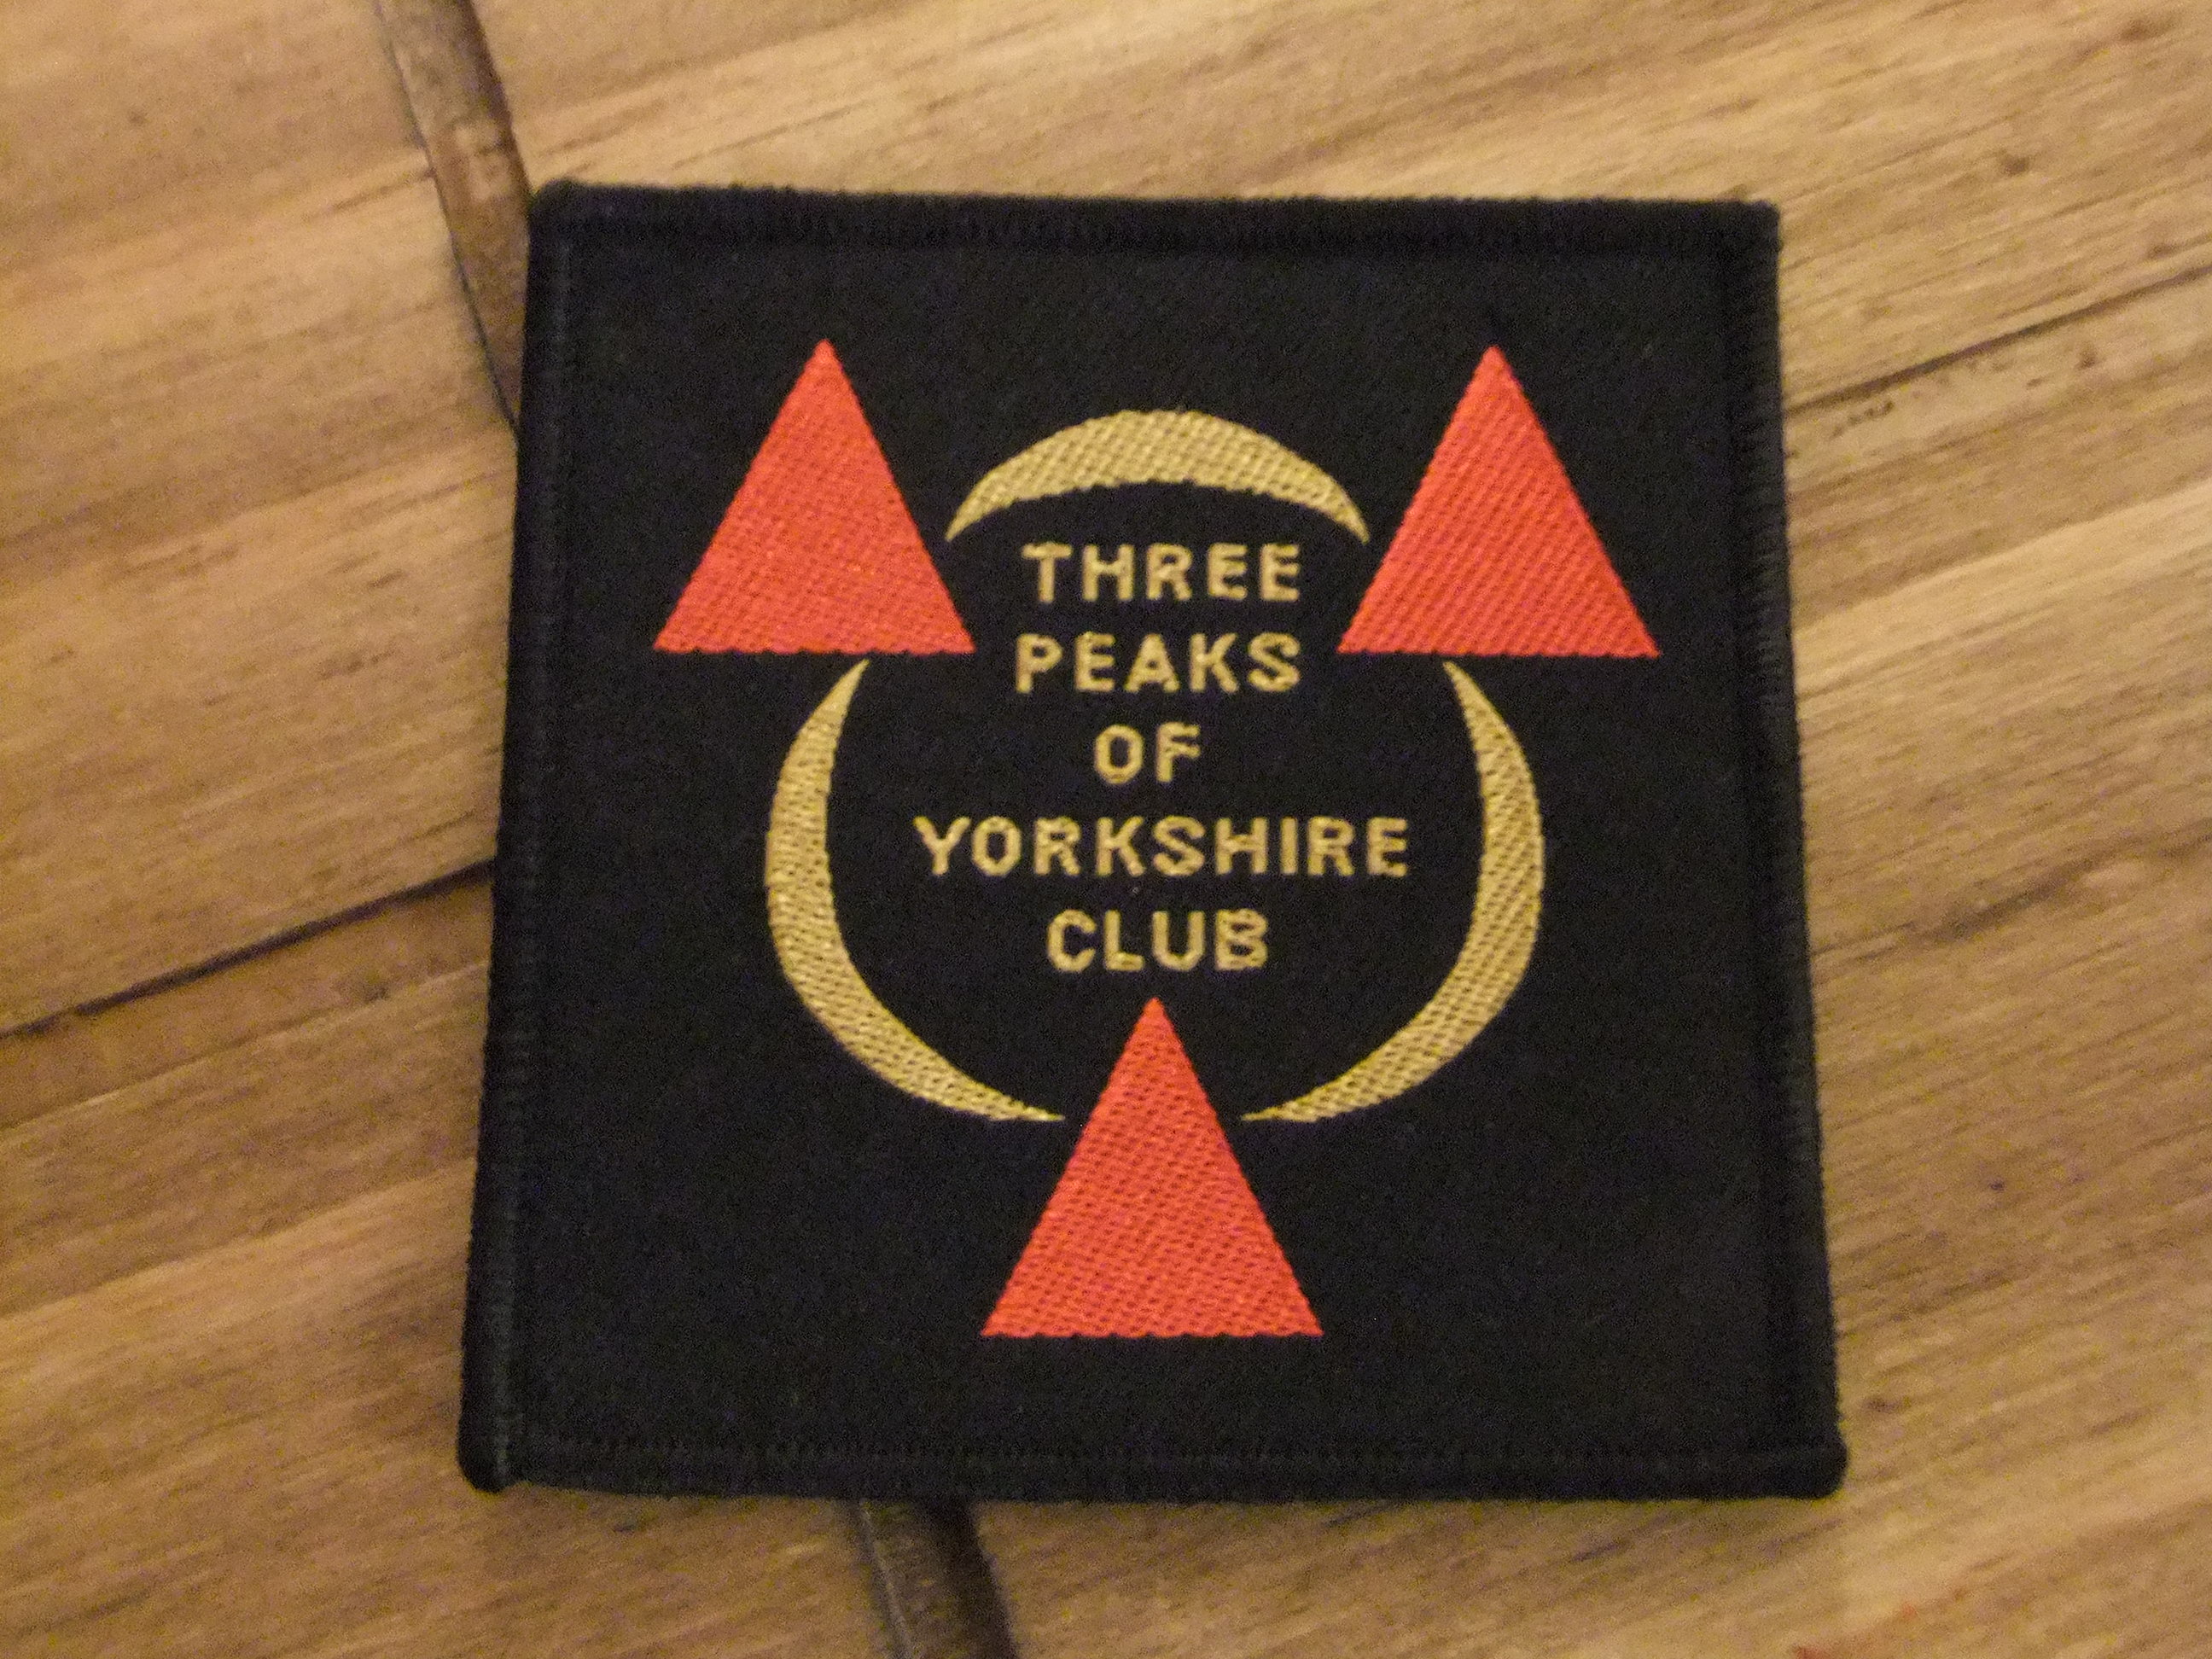 THREE
PEAKS
OF
YORKSHIRE
CLUB